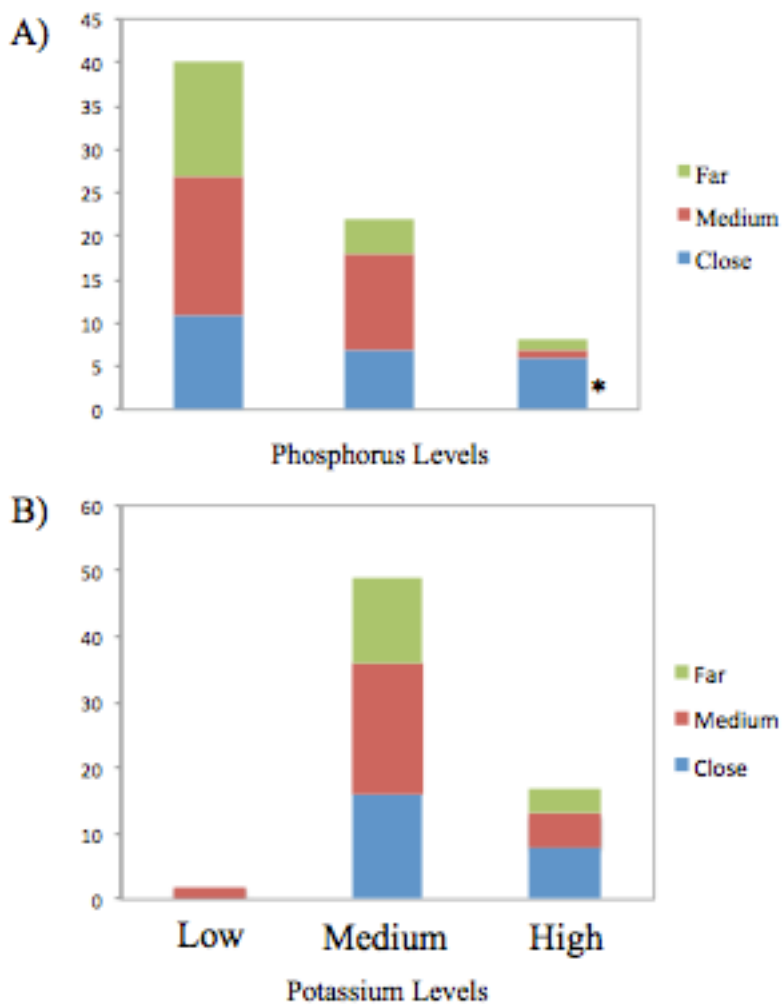 A)
45
40
35
30
25
20
15
10
5
0
Far
Medium
Close
*
Phosphorus Levels
B)
60
50
40
30
20
10
0
Far
Medium
Close
Low Medium High
Potassium Levels